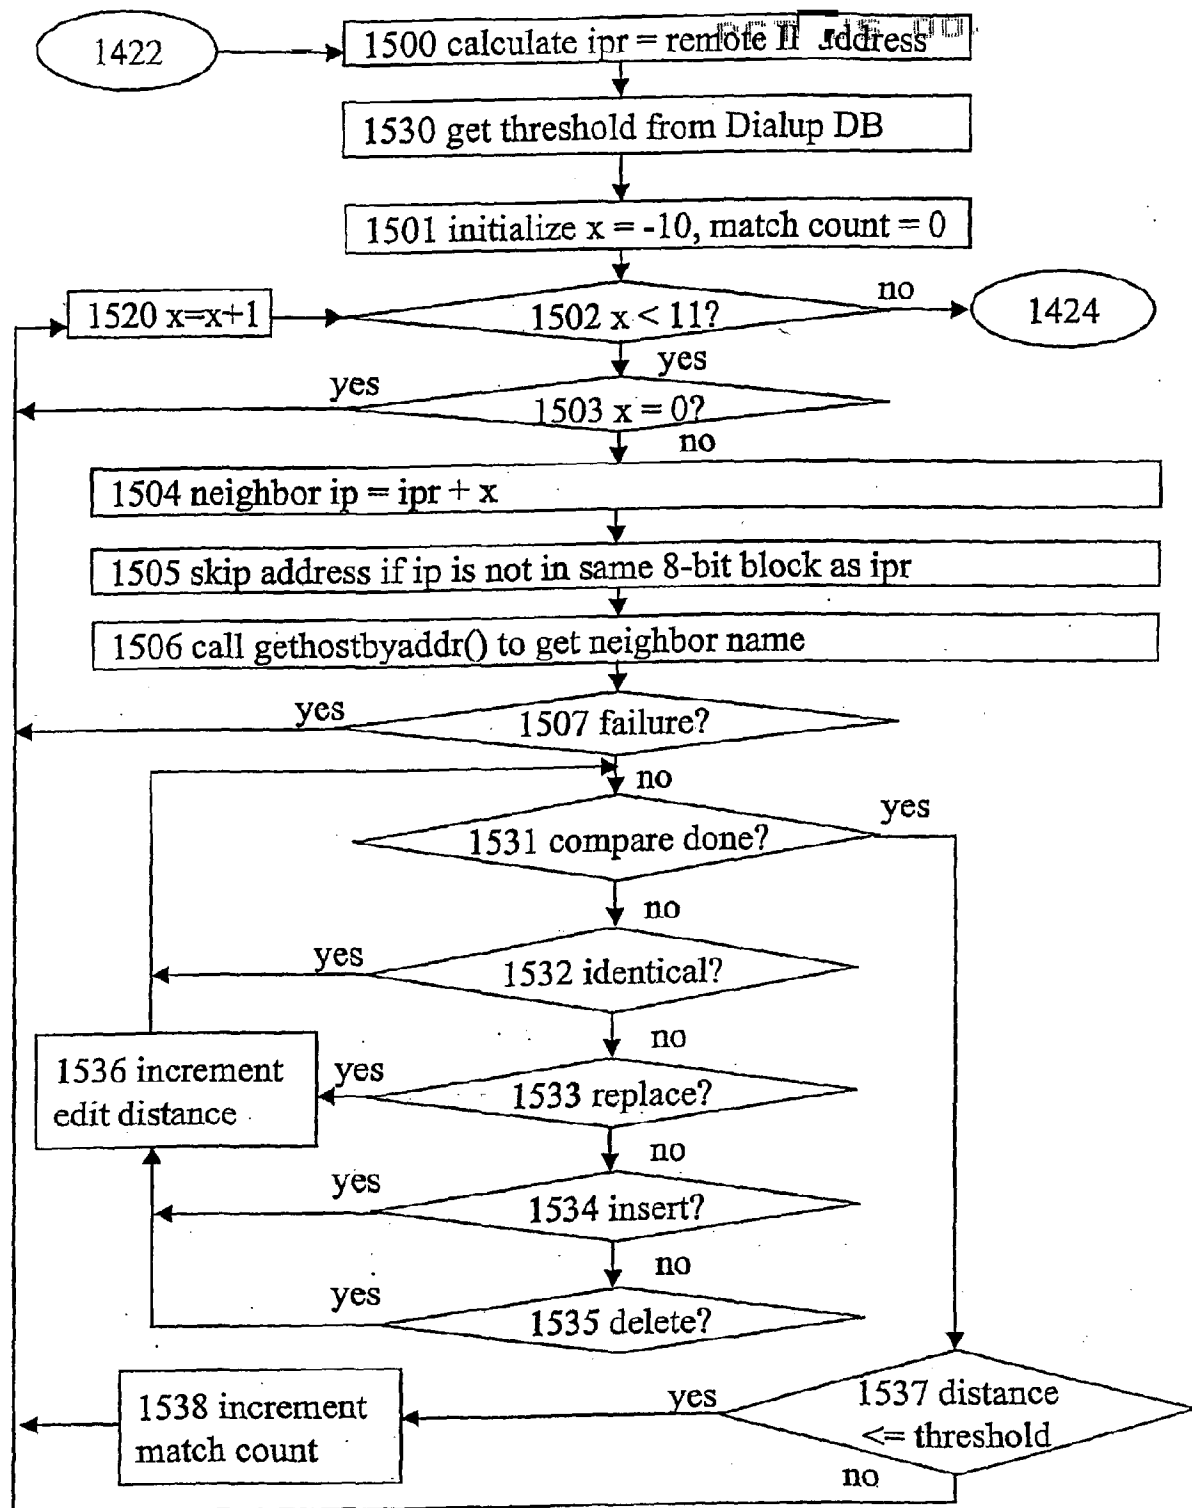 1422
1500 calculate ipr = remote IP address
1530 get threshold from Dialup DB
1501 initialize x = -10, match count = 0
1520 x=x+1
1502 x < 11?
no
1424
yes
yes
1503 x = 0?
no
1504 neighbor ip = ipr + x
1505 skip address if ip is not in same 8-bit block as ipr
1506 call gethostbyaddr() to get neighbor name
yes
1507 failure?
no
yes
1531 compare done?
no
yes
1532 identical?
no
1536 increment
edit distance
yes
1533 replace?
no
yes
1534 insert?
no
yes
1535 delete?
1538 increment
match count
yes
1537 distance
<= threshold
no